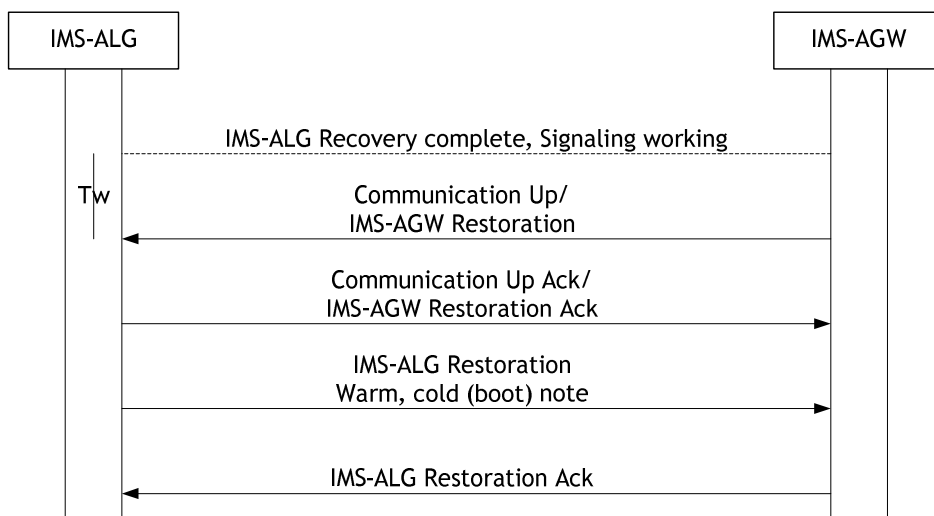 IMS-ALG
IMS-AGW
IMS-ALG Recovery complete, Signaling working
Tw
Communication Up/
IMS-AGW Restoration
Communication Up Ack/
IMS-AGW Restoration Ack
IMS-ALG Restoration
Warm, cold (boot) note
IMS-ALG Restoration Ack